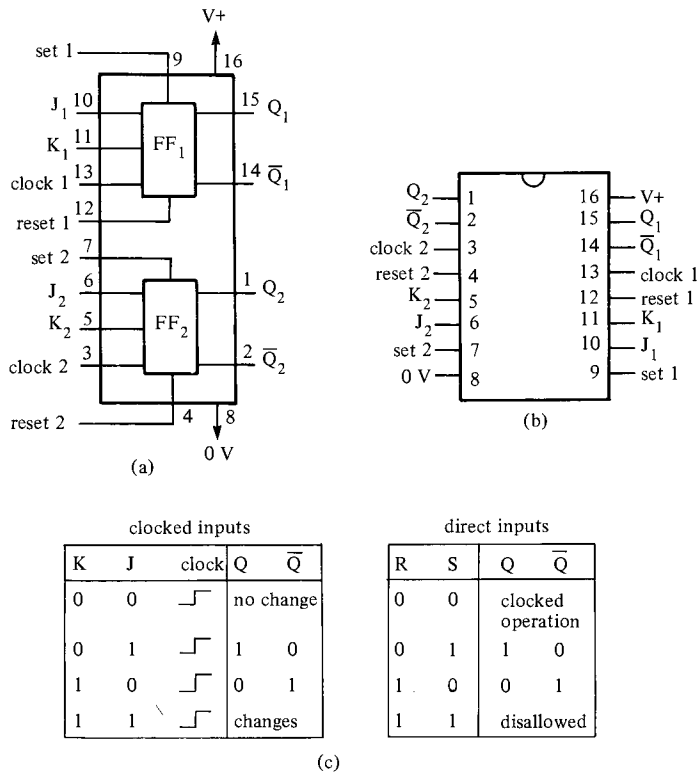 V+
set 1
9
16
J₁ 10
15 Q₁
K₁ 11
FF₁
clock 1 13
14 Q̅₁
reset 1 12
set 2 7
J₂ 6
1 Q₂
K₂ 5
FF₂
clock 2 3
2 Q̅₂
reset 2
4
8
0 V
(a)
Q₂ 1 16 V+
Q̅₂ 2 15 Q₁
clock 2 3 14 Q̅₁
reset 2 4 13 clock 1
K₂ 5 12 reset 1
J₂ 6 11 K₁
set 2 7 10 J₁
0 V 8 9 set 1
(b)
clocked inputs
K J clock Q Q̅
0 0 no change
0 1 1 0
1 0 0 1
1 1 changes
direct inputs
R S Q Q̅
0 0 clocked
operation
0 1 1 0
1 0 0 1
1 1 disallowed
(c)